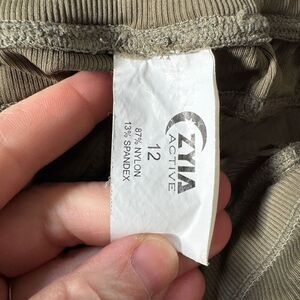 ZYIA
ACTIVE
12
87% NYLON
13% SPANDEX